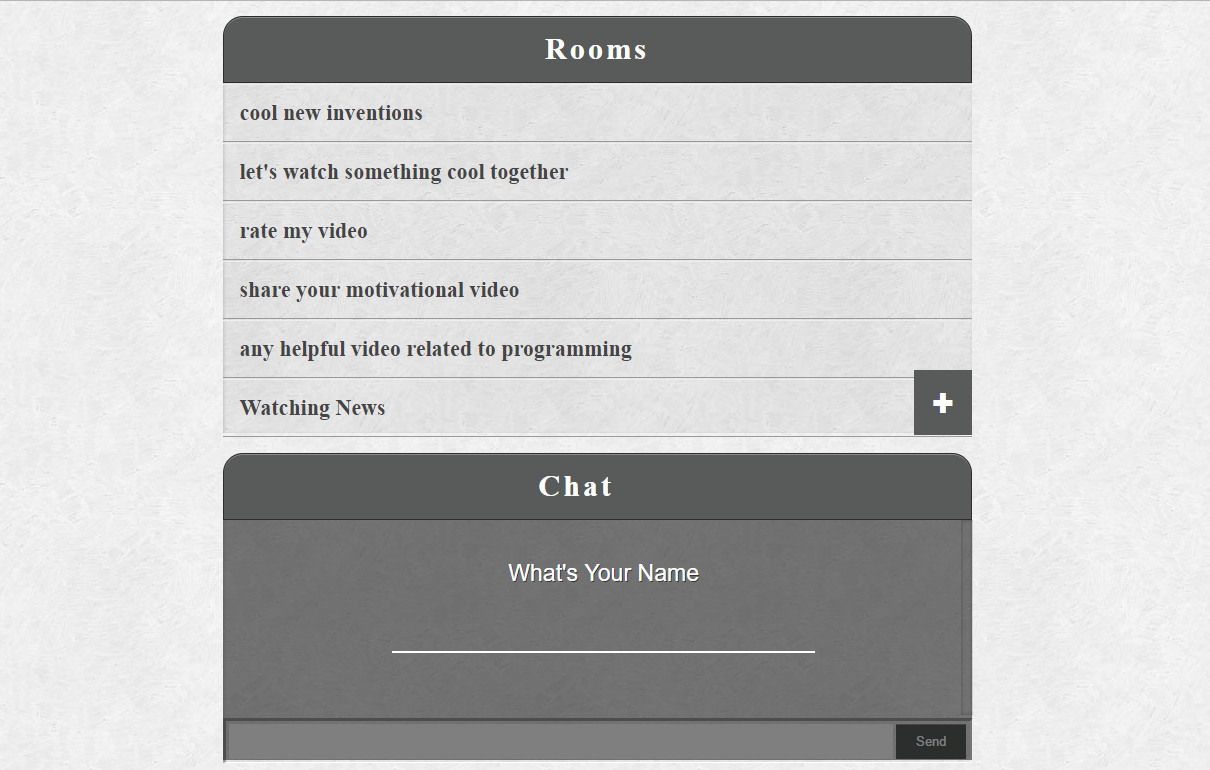 Rooms
cool new inventions
let's watch something cool together
rate my video
share your motivational video
any helpful video related to programming
Watching News
Chat
What's Your Name
Send